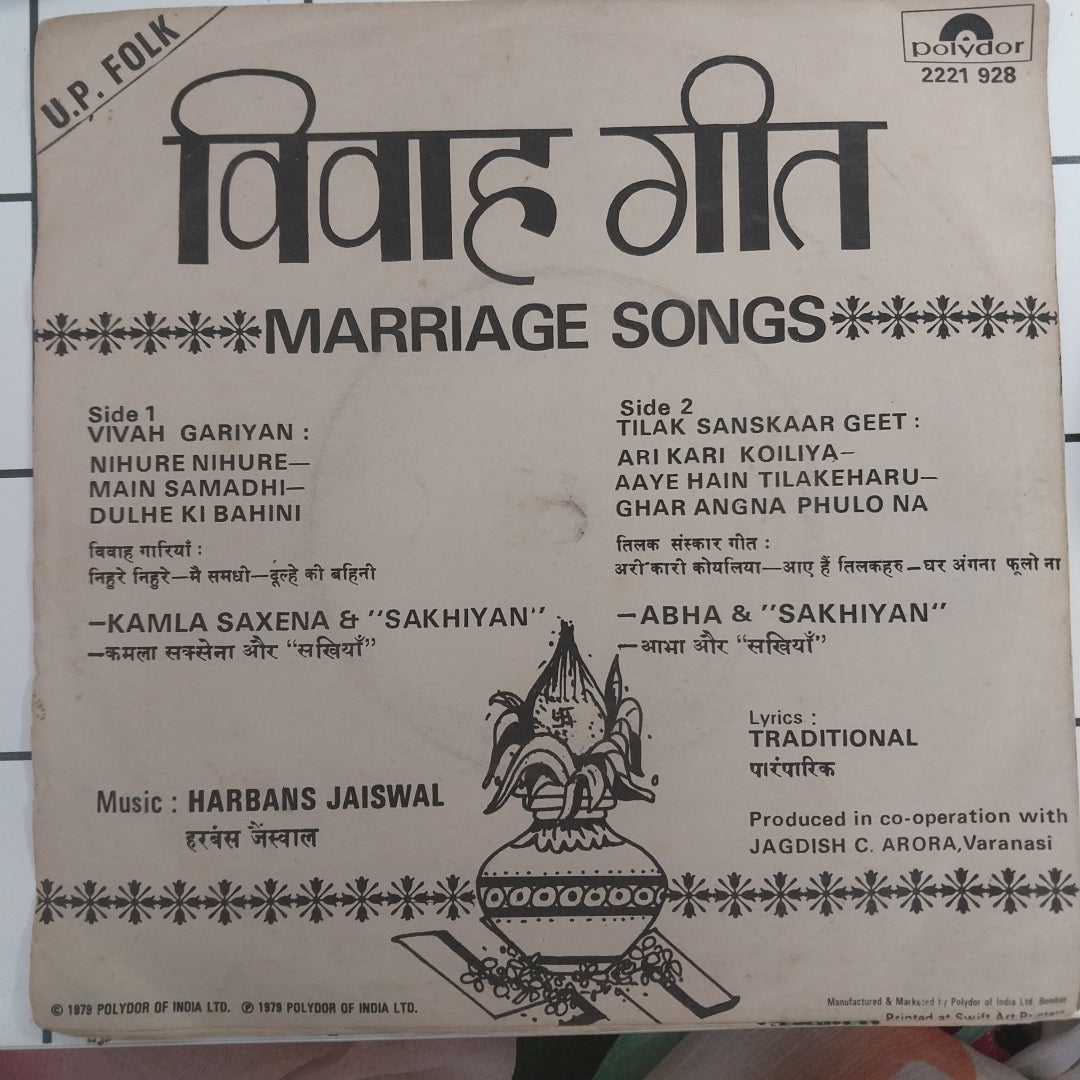 U.P. FOLK
polydor
2221 928
विवाह गीत
MARRIAGE SONGS
Side 1
VIVAH GARIYAN :
NIHURE NIHURE—
MAIN SAMADHI—
DULHE KI BAHINI
विवाह गारियाँ :
निहुरे निहुरे—मै समधी—दूल्हे की बहिनी
—KAMLA SAXENA & "SAKHIYAN"
—कमला सक्सेना और "सखियाँ"
Side 2
TILAK SANSKAAR GEET :
ARI KARI KOILIYA—
AAYE HAIN TILAKEHARU—
GHAR ANGNA PHULO NA
तिलक संस्कार गीत :
अरी कारी कोयलिया—आए हैं तिलकहरु—घर अंगना फूलो ना
—ABHA & "SAKHIYAN"
—आभा और "सखियाँ"
Music : HARBANS JAISWAL
हरबंस जैंस्वाल
Lyrics :
TRADITIONAL
पारंपारिक
Produced in co-operation with
JAGDISH C. ARORA, Varanasi
© 1979 POLYDOR OF INDIA LTD. ℗ 1979 POLYDOR OF INDIA LTD.
Manufactured & Marketed by Polydor of India Ltd. Bombay
Printed at Swift Art Printers